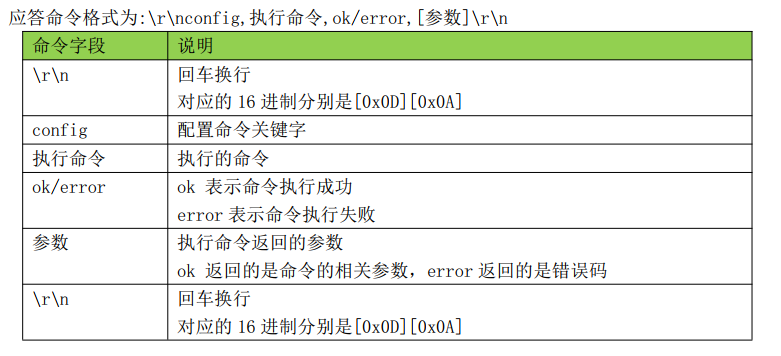 应答命令格式为:\r\nconfig,执行命令,ok/error,[参数]\r\n
命令字段 说明
\r\n 回车换行
对应的 16 进制分别是[0x0D][0x0A]
config 配置命令关键字
执行命令 执行的命令
ok/error ok 表示命令执行成功
error 表示命令执行失败
参数 执行命令返回的参数
ok 返回的是命令的相关参数，error 返回的是错误码
\r\n 回车换行
对应的 16 进制分别是[0x0D][0x0A]